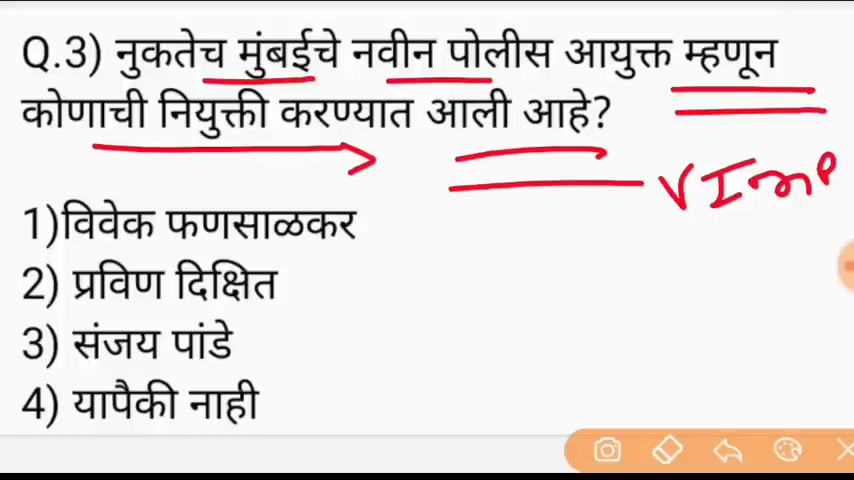 Q.3) नुकतेच मुंबईचे नवीन पोलीस आयुक्त म्हणून
कोणाची नियुक्ती करण्यात आली आहे?
VImp
1)विवेक फणसाळकर
2) प्रविण दिक्षित
3) संजय पांडे
4) यापैकी नाही